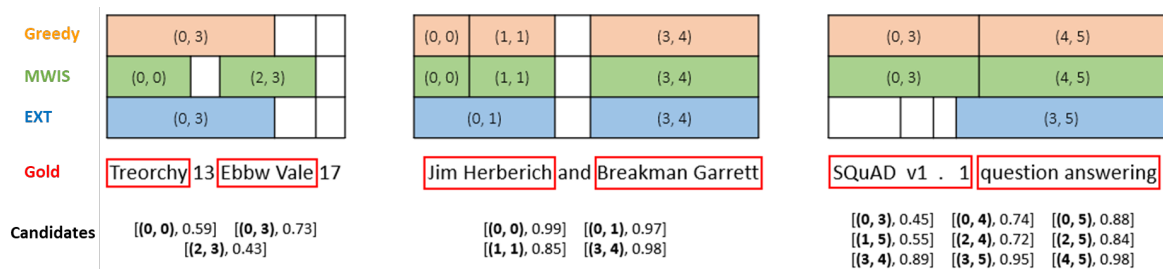 Greedy (0, 3) (0, 0) (1, 1) (3, 4) (0, 3) (4, 5)
MWIS (0, 0) (2, 3) (0, 0) (1, 1) (3, 4) (0, 3) (4, 5)
EXT (0, 3) (0, 1) (3, 4) (3, 5)
Gold Treorchy 13 Ebbw Vale 17 Jim Herberich and Breakman Garrett SQuAD v1 . 1 question answering
Candidates
[(0, 0), 0.59] [(0, 3), 0.73]
[(2, 3), 0.43]
[(0, 0), 0.99] [(0, 1), 0.97]
[(1, 1), 0.85] [(3, 4), 0.98]
[(0, 3), 0.45] [(0, 4), 0.74] [(0, 5), 0.88]
[(1, 5), 0.55] [(2, 4), 0.72] [(2, 5), 0.84]
[(3, 4), 0.89] [(3, 5), 0.95] [(4, 5), 0.98]